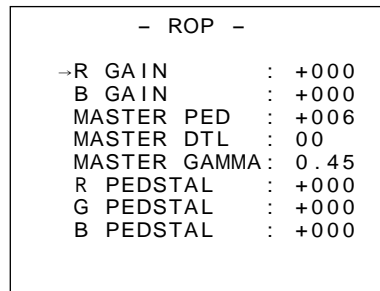 – ROP –
→R GAIN : +000
B GAIN : +000
MASTER PED : +006
MASTER DTL : 00
MASTER GAMMA: 0.45
R PEDSTAL : +000
G PEDSTAL : +000
B PEDSTAL : +000